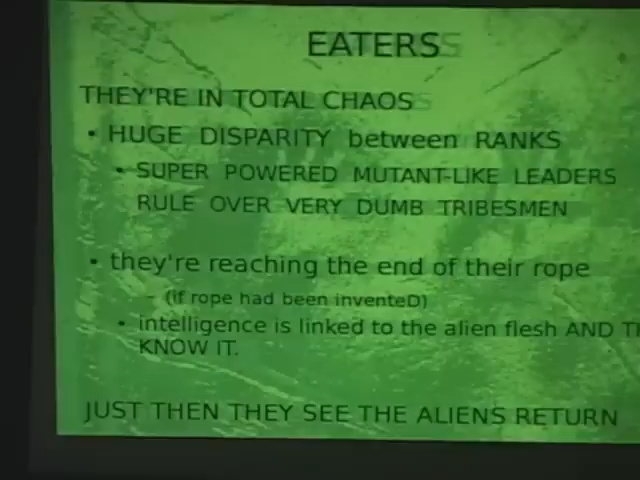 EATERS
THEY'RE IN TOTAL CHAOS
• HUGE DISPARITY between RANKS
• SUPER POWERED MUTANT-LIKE LEADERS
RULE OVER VERY DUMB TRIBESMEN
• they're reaching the end of their rope
– (if rope had been inventeD)
• intelligence is linked to the alien flesh AND
KNOW IT.
JUST THEN THEY SEE THE ALIENS RETURN